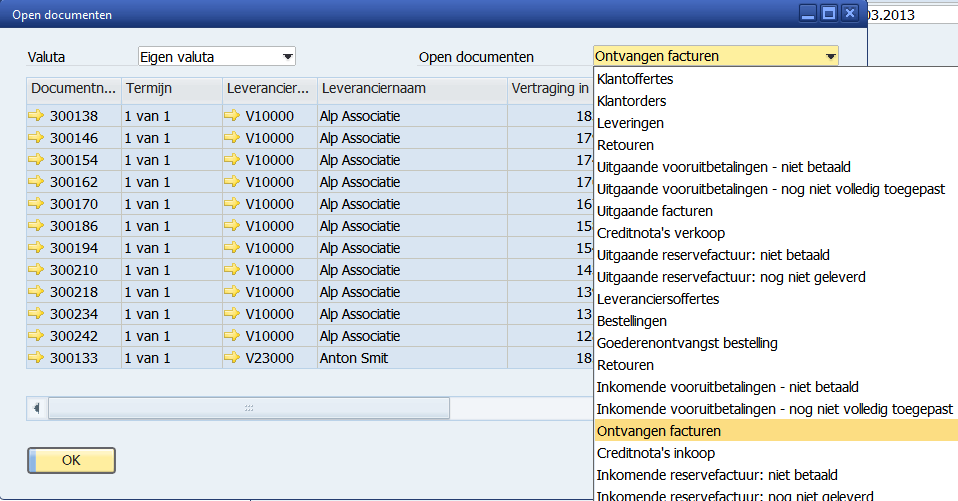 Open documenten
03.2013
Valuta Eigen valuta Open documenten Ontvangen facturen
Documentn... Termijn Leverancier... Leveranciernaam Vertraging in
300138 1 van 1 V10000 Alp Associatie 18
300146 1 van 1 V10000 Alp Associatie 17
300154 1 van 1 V10000 Alp Associatie 17
300162 1 van 1 V10000 Alp Associatie 17
300170 1 van 1 V10000 Alp Associatie 16
300186 1 van 1 V10000 Alp Associatie 15
300194 1 van 1 V10000 Alp Associatie 15
300210 1 van 1 V10000 Alp Associatie 14
300218 1 van 1 V10000 Alp Associatie 13
300234 1 van 1 V10000 Alp Associatie 13
300242 1 van 1 V10000 Alp Associatie 12
300133 1 van 1 V23000 Anton Smit 18
Klantoffertes
Klantorders
Leveringen
Retouren
Uitgaande vooruitbetalingen - niet betaald
Uitgaande vooruitbetalingen - nog niet volledig toegepast
Uitgaande facturen
Creditnota's verkoop
Uitgaande reservefactuur: niet betaald
Uitgaande reservefactuur: nog niet geleverd
Leveranciersoffertes
Bestellingen
Goederenontvangst bestelling
Retouren
Inkomende vooruitbetalingen - niet betaald
Inkomende vooruitbetalingen - nog niet volledig toegepast
Ontvangen facturen
Creditnota's inkoop
Inkomende reservefactuur: niet betaald
Inkomende reservefactuur: nog niet geleverd
OK